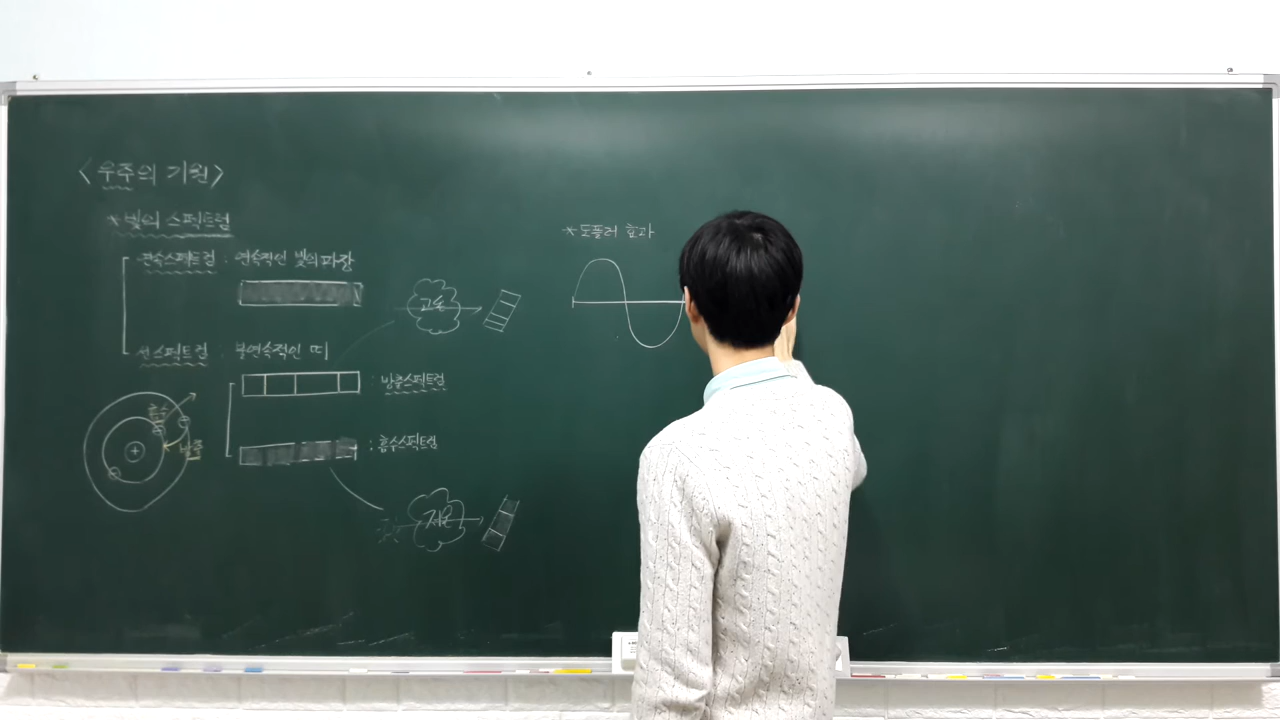 <우주의 기원>
* 빛의 스펙트럼
연속스펙트럼 : 연속적인 빛의 파장
고온
선스펙트럼 : 불연속적인 띠
: 방출스펙트럼
흡수
+
방출
: 흡수스펙트럼
저온
* 도플러 효과